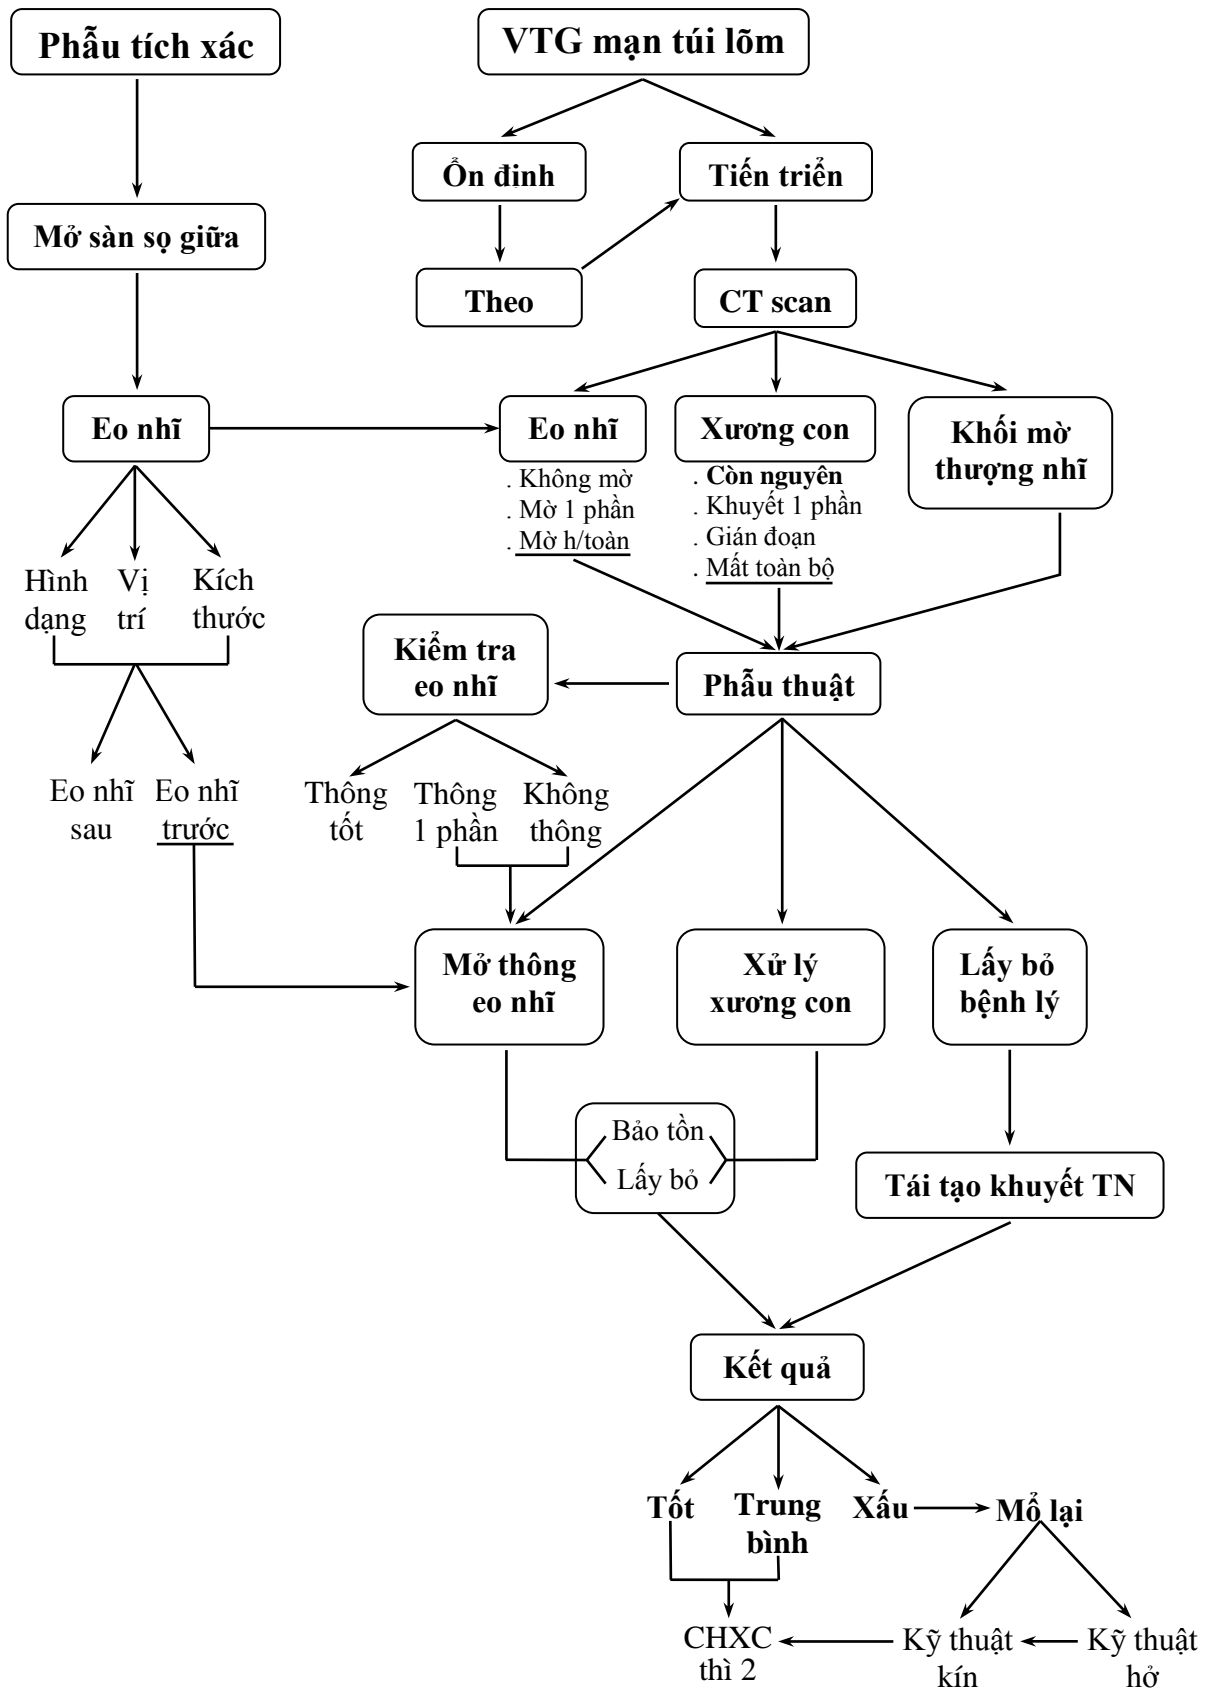 Phẫu tích xác
VTG mạn túi lõm
Ổn đinh
Tiến triển
Mở sàn sọ giữa
Theo
CT scan
Eo nhĩ
Eo nhĩ
. Không mờ
. Mờ 1 phần
. Mờ h/toàn
Xương con
. Còn nguyên
. Khuyết 1 phần
. Gián đoạn
. Mất toàn bộ
Khối mờ
thượng nhĩ
Hình
dạng
Vị
trí
Kích
thước
Kiểm tra
eo nhĩ
Phẫu thuật
Eo nhĩ
sau
Eo nhĩ
trước
Thông
tốt
Thông
1 phần
Không
thông
Mở thông
eo nhĩ
Xử lý
xương con
Lấy bỏ
bệnh lý
Bảo tồn
Lấy bỏ
Tái tạo khuyết TN
Kết quả
Tốt
Trung
bình
Xấu
Mổ lại
CHXC
thì 2
Kỹ thuật
kín
Kỹ thuật
hở